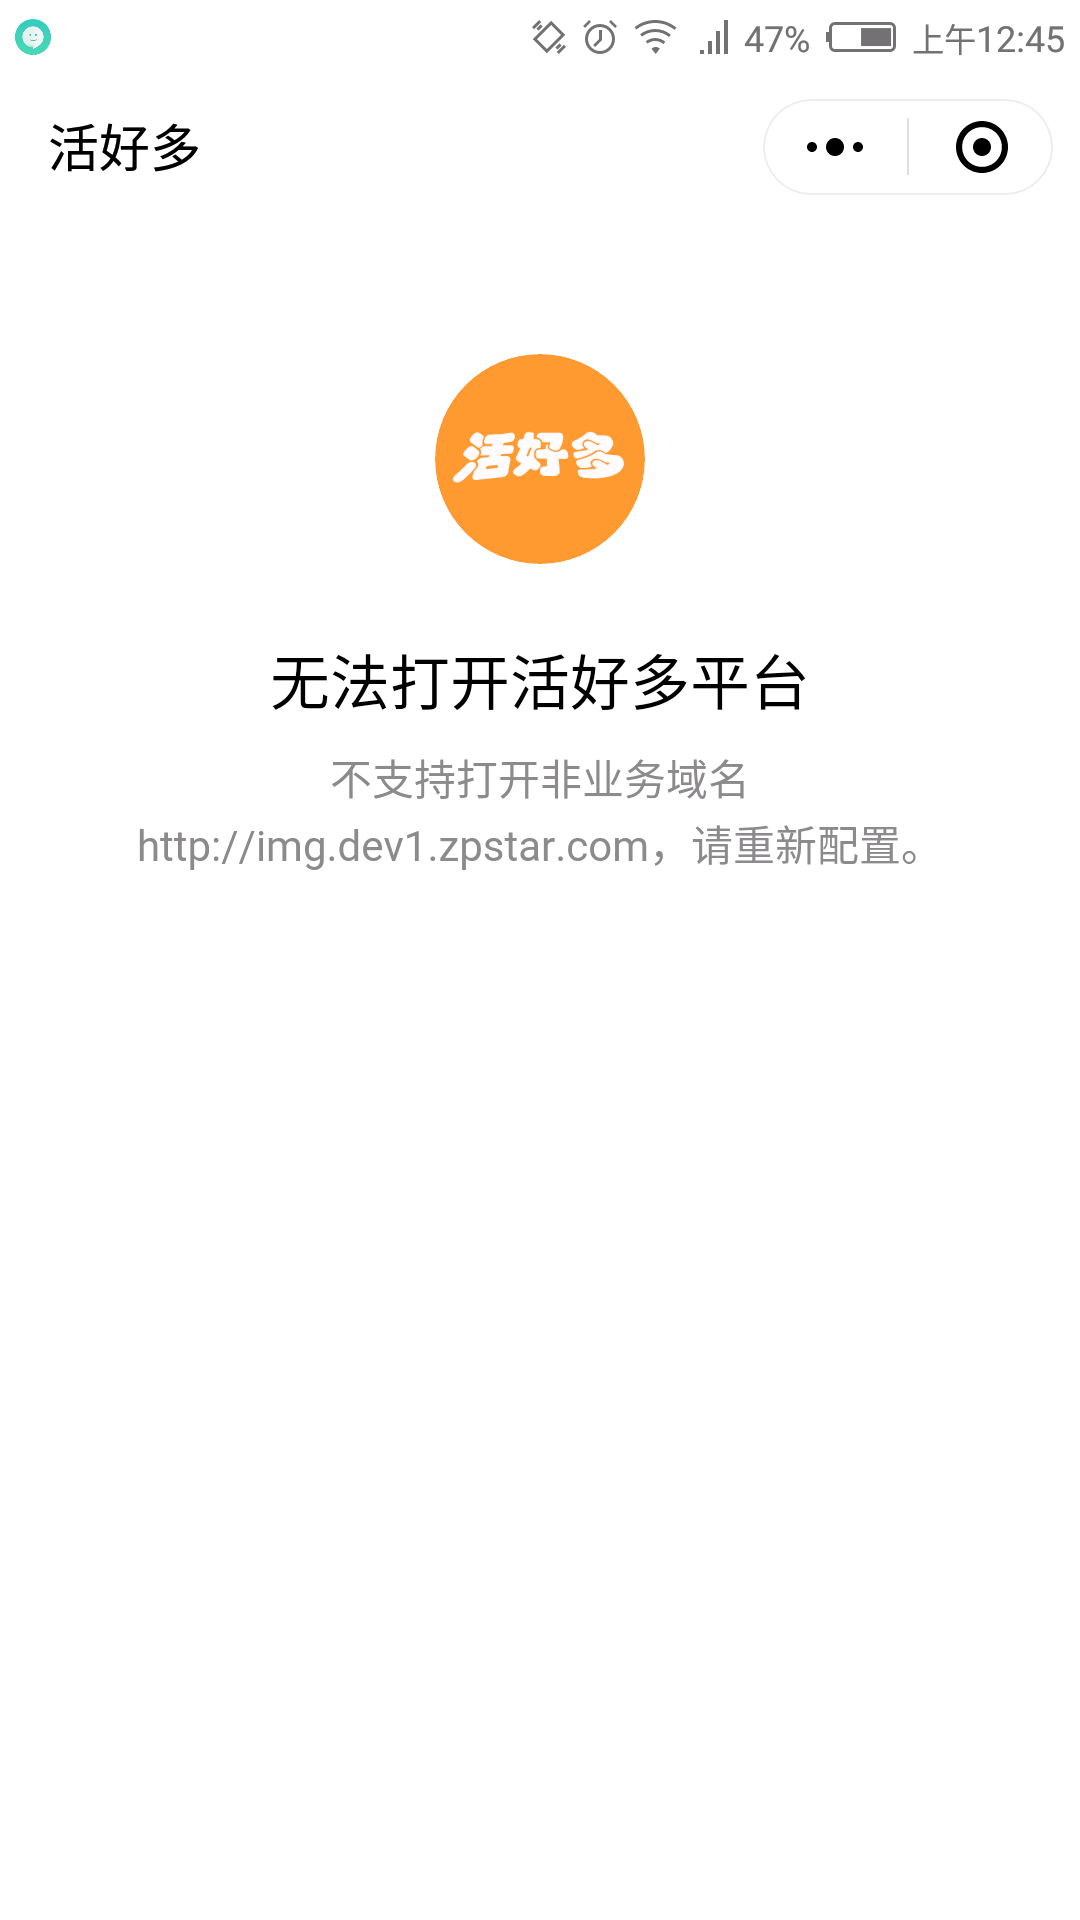 47% 上午12:45
活好多
活好多
无法打开活好多平台
不支持打开非业务域名
http://img.dev1.zpstar.com，请重新配置。